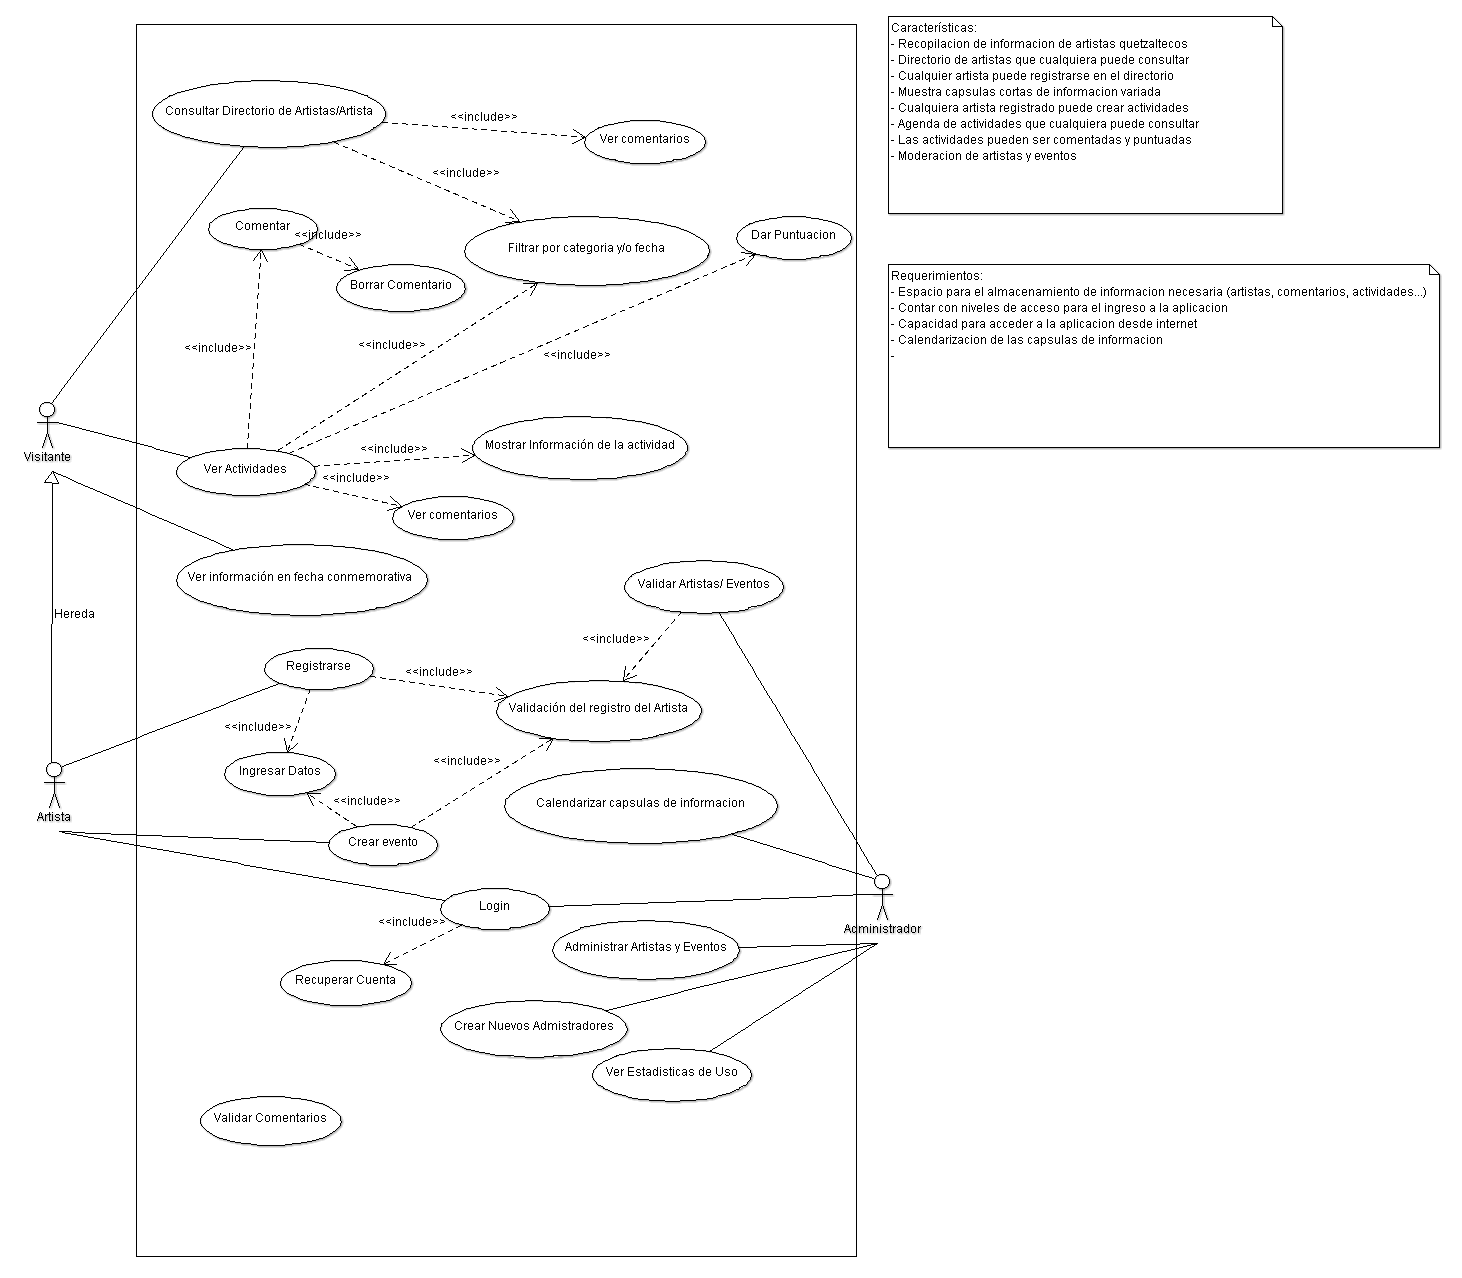 Características:
- Recopilacion de informacion de artistas quetzaltecos
- Directorio de artistas que cualquiera puede consultar
- Cualquier artista puede registrarse en el directorio
- Muestra capsulas cortas de informacion variada
- Cualquiera artista registrado puede crear actividades
- Agenda de actividades que cualquiera puede consultar
- Las actividades pueden ser comentadas y puntuadas
- Moderacion de artistas y eventos
Requerimientos:
- Espacio para el almacenamiento de informacion necesaria (artistas, comentarios, actividades...)
- Contar con niveles de acceso para el ingreso a la aplicacion
- Capacidad para acceder a la aplicacion desde internet
- Calendarizacion de las capsulas de informacion
-
Consultar Directorio de Artistas/Artista
<<include>>
Ver comentarios
<<include>>
Comentar
<<include>>
Filtrar por categoria y/o fecha
Dar Puntuacion
Borrar Comentario
<<include>>
<<include>>
<<include>>
Visitante
Mostrar Información de la actividad
<<include>>
Ver Actividades
<<include>>
Ver comentarios
Ver información en fecha conmemorativa
Validar Artistas/ Eventos
Hereda
<<include>>
Registrarse
<<include>>
Validación del registro del Artista
<<include>>
Ingresar Datos
<<include>>
<<include>>
Calendarizar capsulas de informacion
Artista
Crear evento
Login
<<include>>
Administrador
Administrar Artistas y Eventos
Recuperar Cuenta
Crear Nuevos Admistradores
Ver Estadisticas de Uso
Validar Comentarios